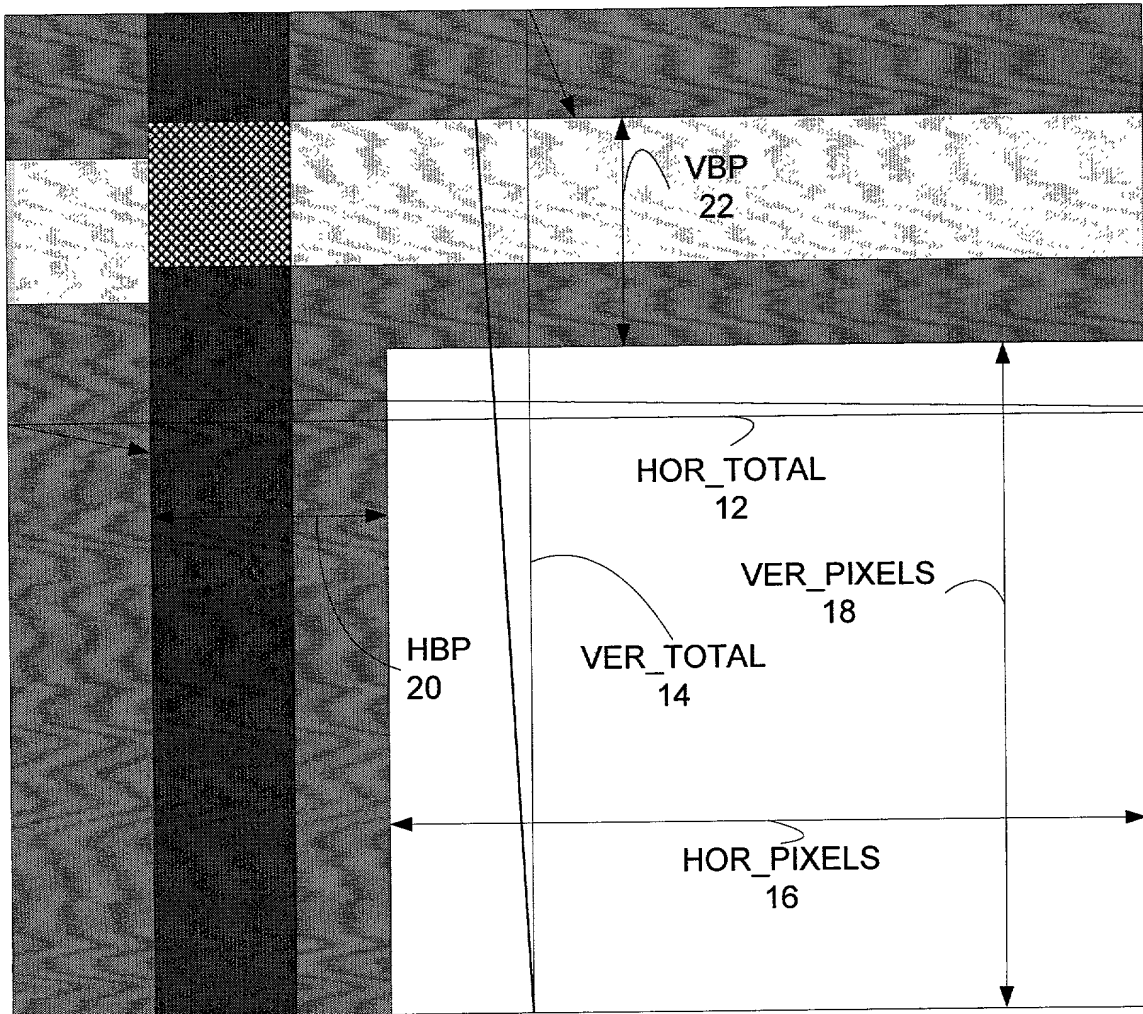 VBP
22
HOR_TOTAL
12
VER_PIXELS
18
HBP
20
VER_TOTAL
14
HOR_PIXELS
16